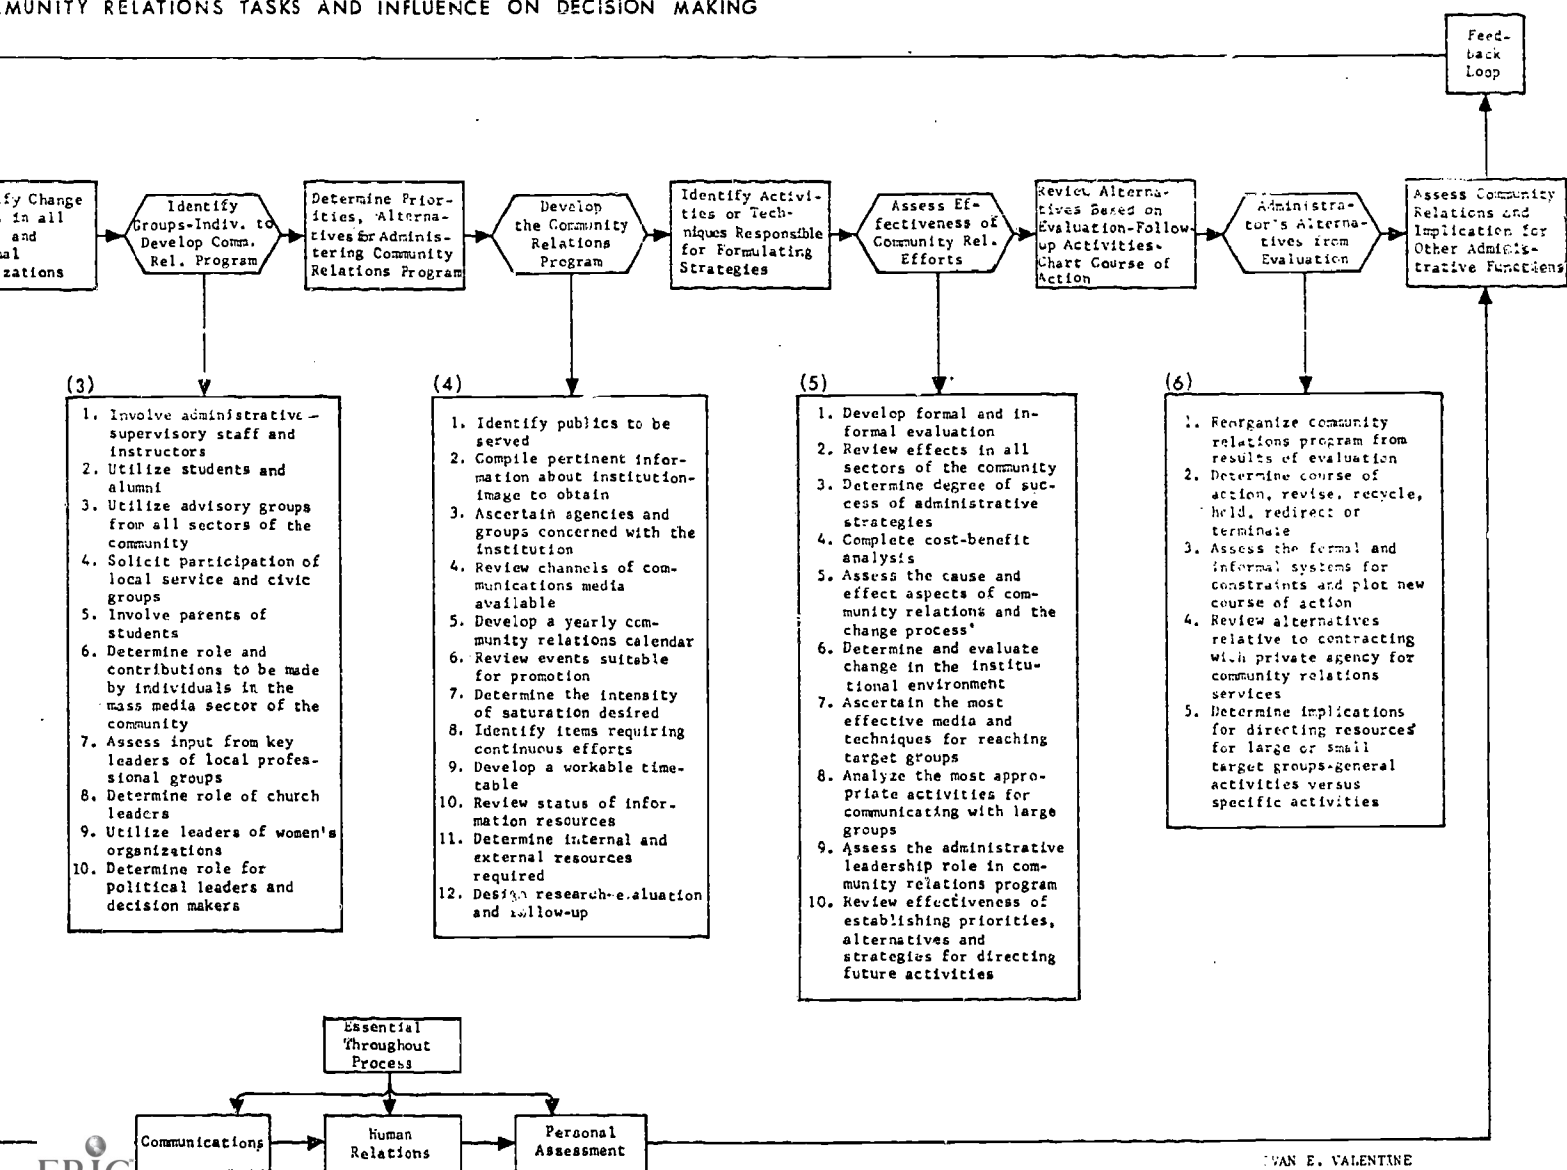 MUNITY RELATIONS TASKS AND INFLUENCE ON DECISION MAKING
Feed-
back
Loop
fy Change
in all
and
nal
izations
Identify
Groups-Indiv. to
Develop Comm.
Rel. Program
Determine Prior-
ities, Alterna-
tives for Adminis-
tering Community
Relations Program
Develop
the Community
Relations
Program
Identify Activi-
ties or Tech-
niques Responsible
for Formulating
Strategies
Assess Ef-
fectiveness of
Community Rel.
Efforts
Review Alterna-
tives Based on
Evaluation-Follow-
up Activities-
Chart Course of
Action
Administra-
tor's Alterna-
tives from
Evaluation
Assess Community
Relations and
Implication for
Other Adminis-
trative Functions
(3)
1. Involve administrative-
supervisory staff and
instructors
2. Utilize students and
alumni
3. Utilize advisory groups
from all sectors of the
community
4. Solicit participation of
local service and civic
groups
5. Involve parents of
students
6. Determine role and
contributions to be made
by individuals in the
mass media sector of the
community
7. Assess input from key
leaders of local profes-
sional groups
8. Determine role of church
leaders
9. Utilize leaders of women's
organizations
10. Determine role for
political leaders and
decision makers
(4)
1. Identify publics to be
served
2. Compile pertinent infor-
mation about institution-
image to obtain
3. Ascertain agencies and
groups concerned with the
institution
4. Review channels of com-
munications media
available
5. Develop a yearly com-
munity relations calendar
6. Review events suitable
for promotion
7. Determine the intensity
of saturation desired
8. Identify items requiring
continuous efforts
9. Develop a workable time-
table
10. Review status of infor-
mation resources
11. Determine internal and
external resources
required
12. Design research-evaluation
and follow-up
(5)
1. Develop formal and in-
formal evaluation
2. Review effects in all
sectors of the community
3. Determine degree of suc-
cess of administrative
strategies
4. Complete cost-benefit
analysis
5. Assess the cause and
effect aspects of com-
munity relations and the
change process
6. Determine and evaluate
change in the institu-
tional environment
7. Ascertain the most
effective media and
techniques for reaching
target groups
8. Analyze the most appro-
priate activities for
communicating with large
groups
9. Assess the administrative
leadership role in com-
munity relations program
10. Review effectiveness of
establishing priorities,
alternatives and
strategies for directing
future activities
(6)
1. Reorganize community
relations program from
results of evaluation
2. Determine course of
action, revise, recycle,
hold, redirect or
terminate
3. Assess the formal and
informal systems for
constraints and plot new
course of action
4. Review alternatives
relative to contracting
with private agency for
community relations
services
5. Determine implications
for directing resources
for large or small
target groups-general
activities versus
specific activities
Essential
Throughout
Process
Communications
Human
Relations
Personal
Assessment
ERIC
IVAN E. VALENTINE